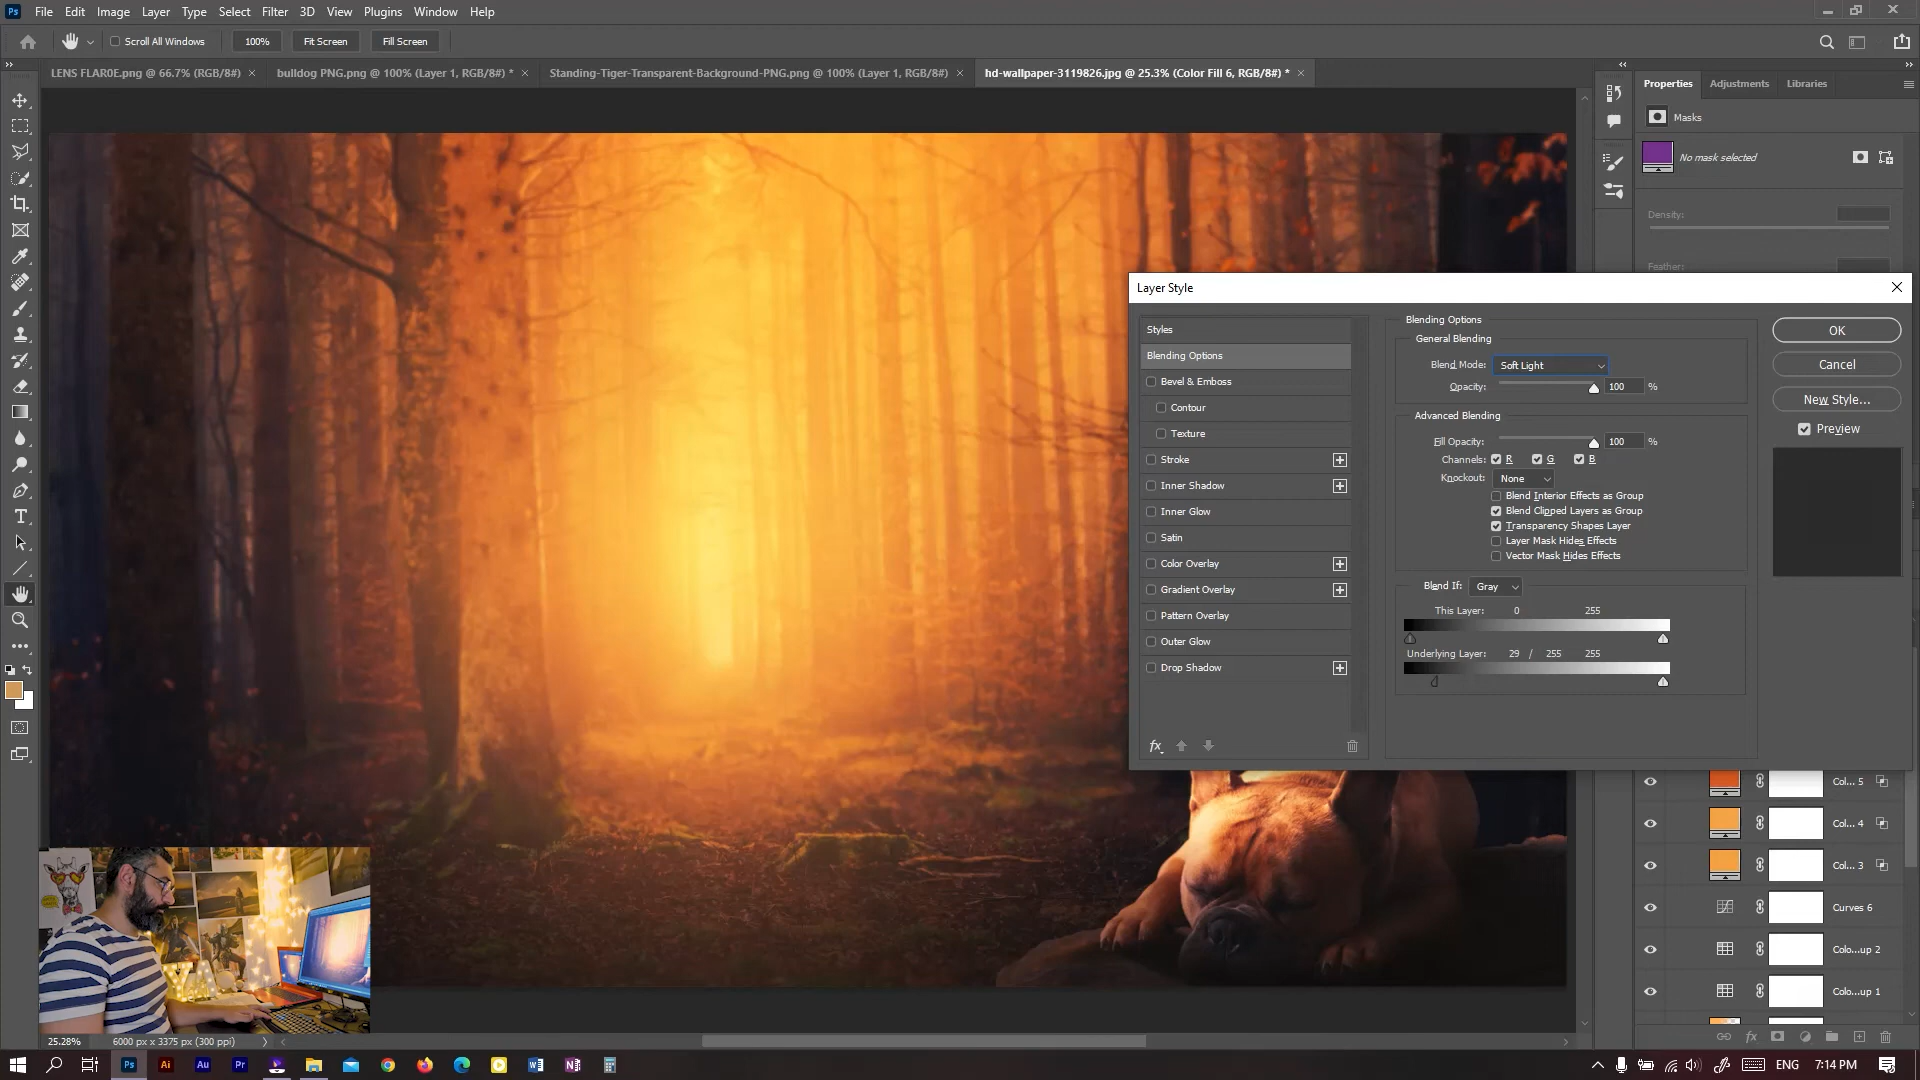 Ps File Edit Image Layer Type Select Filter 3D View Plugins Window Help
Scroll All Windows 100% Fit Screen Fill Screen
LENS FLAR0E.png @ 66.7% (RGB/8#) × bulldog PNG.png @ 100% (Layer 1, RGB/8#) * × Standing-Tiger-Transparent-Background-PNG.png @ 100% (Layer 1, RGB/8#) × hd-wallpaper-3119826.jpg @ 25.3% (Color Fill 6, RGB/8#) * ×
Properties Adjustments Libraries
Masks
No mask selected
Density:
Feather:
Layer Style
Styles
Blending Options
Bevel & Emboss
Contour
Texture
Stroke
Inner Shadow
Inner Glow
Satin
Color Overlay
Gradient Overlay
Pattern Overlay
Outer Glow
Drop Shadow
fx
Blending Options
General Blending
Blend Mode: Soft Light
Opacity: 100 %
Advanced Blending
Fill Opacity: 100 %
Channels: R G B
Knockout: None
Blend Interior Effects as Group
Blend Clipped Layers as Group
Transparency Shapes Layer
Layer Mask Hides Effects
Vector Mask Hides Effects
Blend If: Gray
This Layer: 0 255
Underlying Layer: 29 / 255 255
OK
Cancel
New Style...
Preview
Col... 5
Col... 4
Col... 3
Curves 6
Colo...up 2
Colo...up 1
fx
25.28% 6000 px x 3375 px (300 ppi)
Ps Ai Au Pr
ENG 7:14 PM